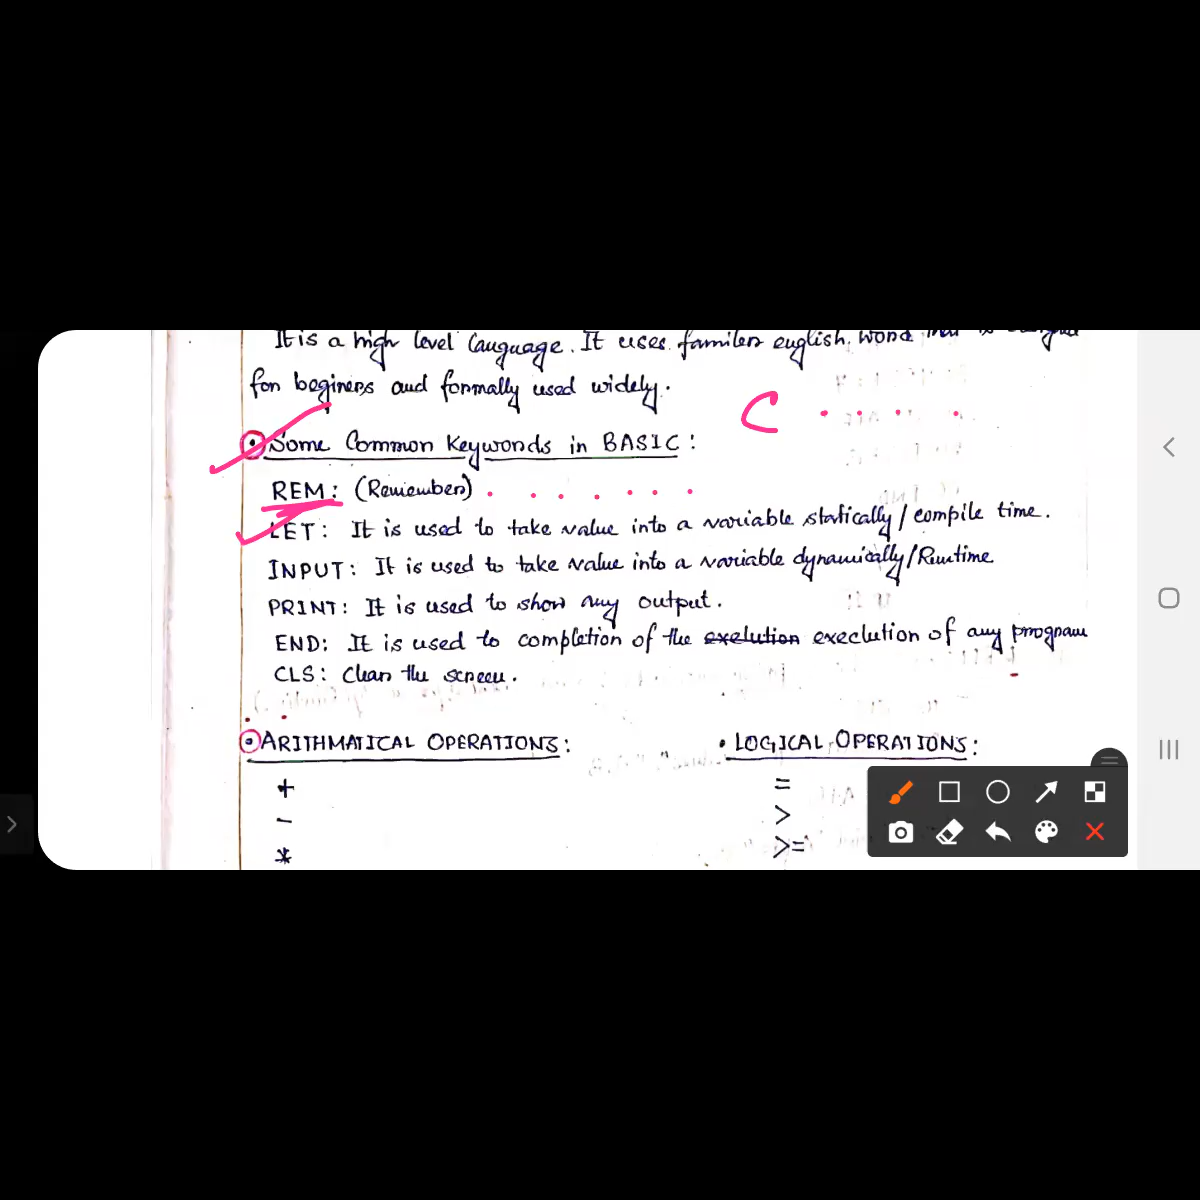 It is a high level language. It uses familer english word
for beginers and formally used widely.
C
Some Common Keywords in BASIC:
REM: (Remember)
LET: It is used to take value into a variable statically/compile time.
INPUT: It is used to take value into a variable dynamically/Runtime
PRINT: It is used to show any output.
END: It is used to completion of the exelution execlution of any program
CLS: Clear the screen.
ARITHMATICAL OPERATIONS:
• LOGICAL OPERATIONS:
+ =
- >
* >=